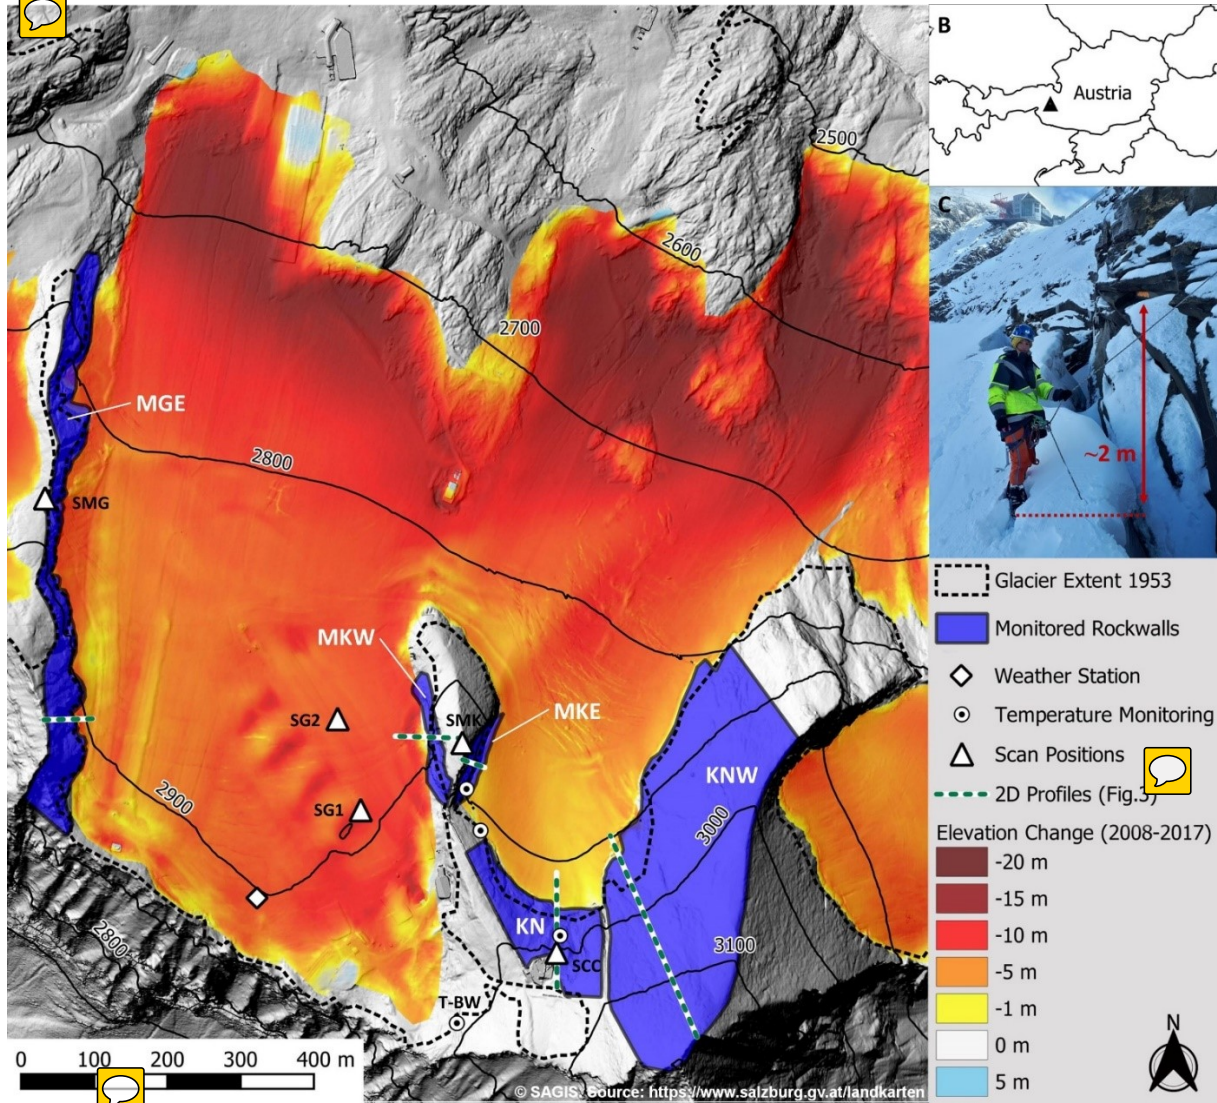 B
Austria
C
~2 m
2500
2600
2700
MGE
2800
SMG
MKW
SG2
SMK
MKE
KNW
2900
SG1
3000
KN
3100
SCC
2800
T-BW
0 100 200 300 400 m
© SAGIS, Source: https://www.salzburg.gv.at/landkarten
Glacier Extent 1953
Monitored Rockwalls
Weather Station
Temperature Monitoring
Scan Positions
2D Profiles (Fig.3)
Elevation Change (2008-2017)
-20 m
-15 m
-10 m
-5 m
-1 m
0 m
5 m
N